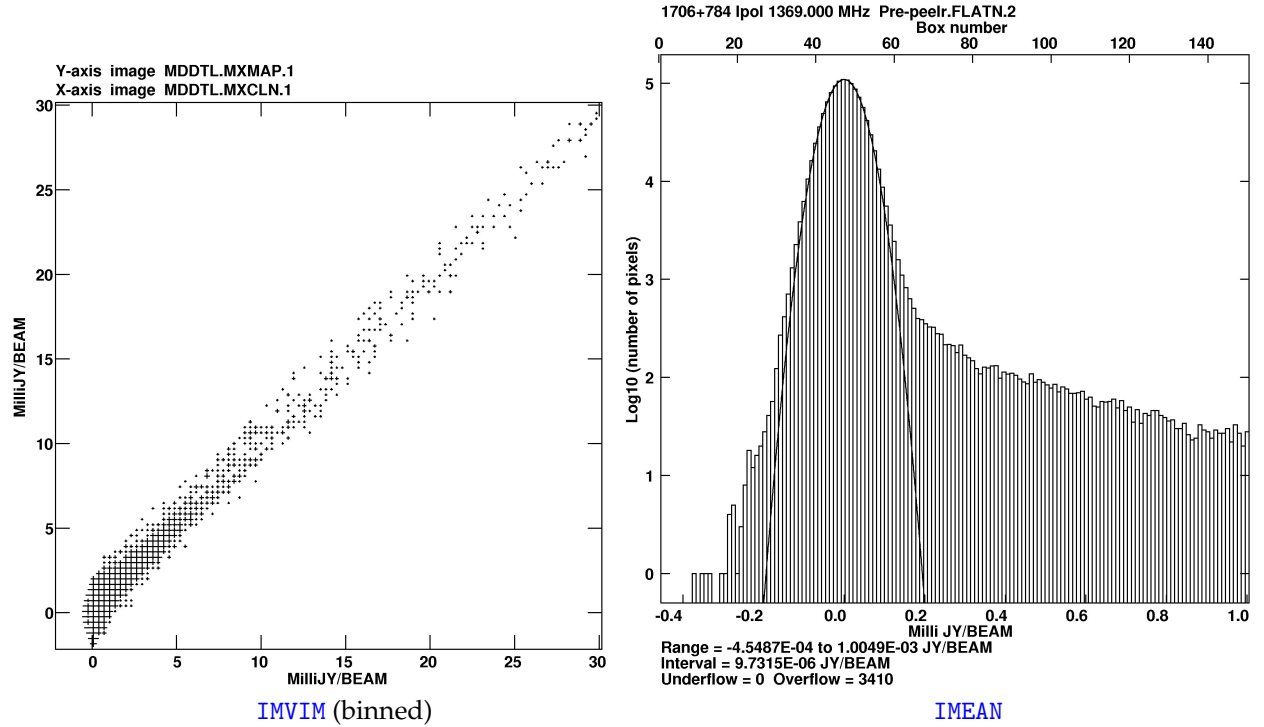 Y-axis image MDDTL.MXMAP.1
X-axis image MDDTL.MXCLN.1
30
25
20
15
10
5
0
MilliJY/BEAM
0 5 10 15 20 25 30
MilliJY/BEAM
IMVIM (binned)
1706+784 Ipol 1369.000 MHz Pre-peelr.FLATN.2
Box number
0 20 40 60 80 100 120 140
5
4
3
2
1
0
Log10 (number of pixels)
-0.4 -0.2 0.0 0.2 0.4 0.6 0.8 1.0
Milli JY/BEAM
Range = -4.5487E-04 to 1.0049E-03 JY/BEAM
Interval = 9.7315E-06 JY/BEAM
Underflow = 0 Overflow = 3410
IMEAN